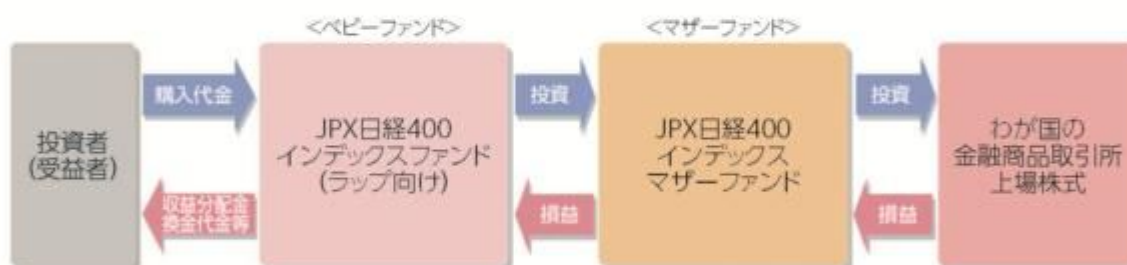 <ベビーファンド>
<マザーファンド>
投資者
(受益者)
購入代金
収益分配金
換金代金等
JPX日経400
インデックスファンド
(ラップ向け)
投資
損益
JPX日経400
インデックス
マザーファンド
投資
損益
わが国の
金融商品取引所
上場株式